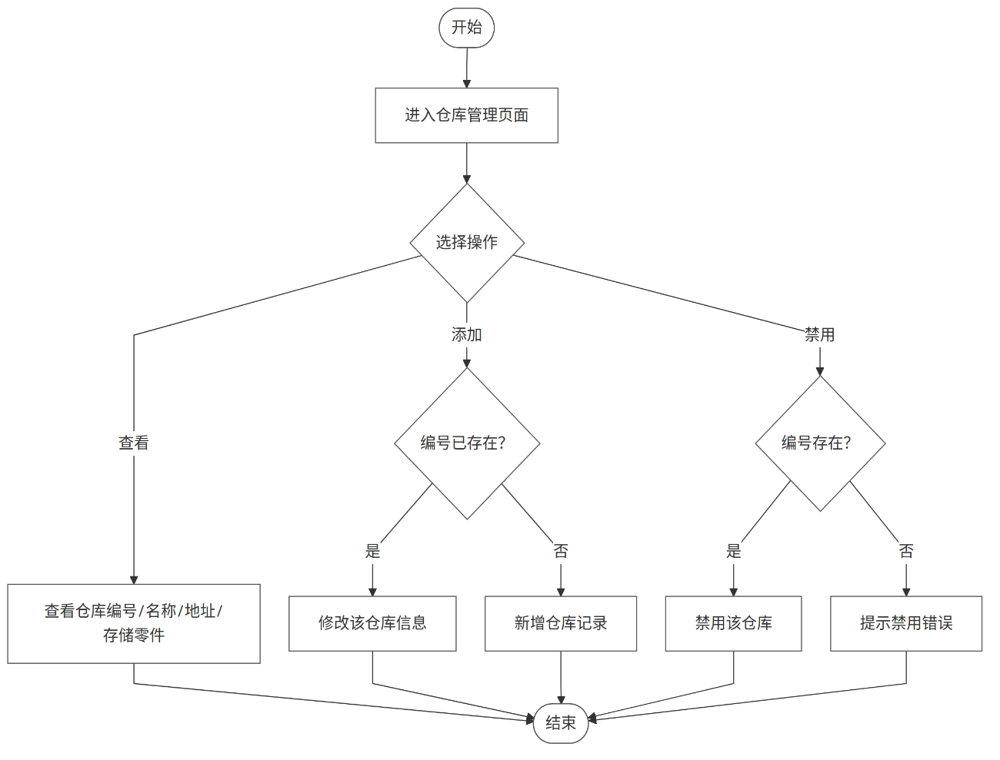 开始
进入仓库管理页面
选择操作
添加
禁用
查看
编号已存在？
编号存在？
是
否
是
否
查看仓库编号/名称/地址/
存储零件
修改该仓库信息
新增仓库记录
禁用该仓库
提示禁用错误
结束